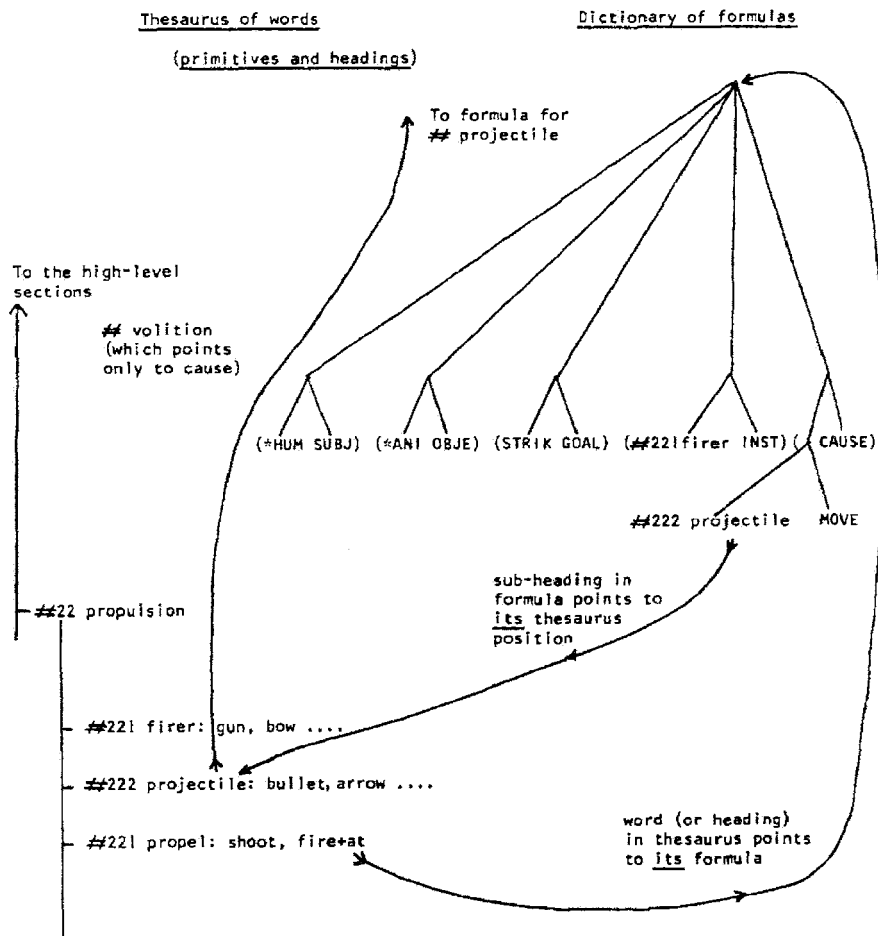 Thesaurus of words
Dictionary of formulas
(primitives and headings)
To formula for
## projectile
To the high-level
sections
## volition
(which points
only to cause)
(*HUM SUBJ) (*ANI OBJE) (STRIK GOAL) (##221firer INST) ( CAUSE)
##222 projectile MOVE
sub-heading in
formula points to
its thesaurus
position
##22 propulsion
##221 firer: gun, bow ....
##222 projectile: bullet, arrow ....
##221 propel: shoot, fire+at
word (or heading)
in thesaurus points
to its formula